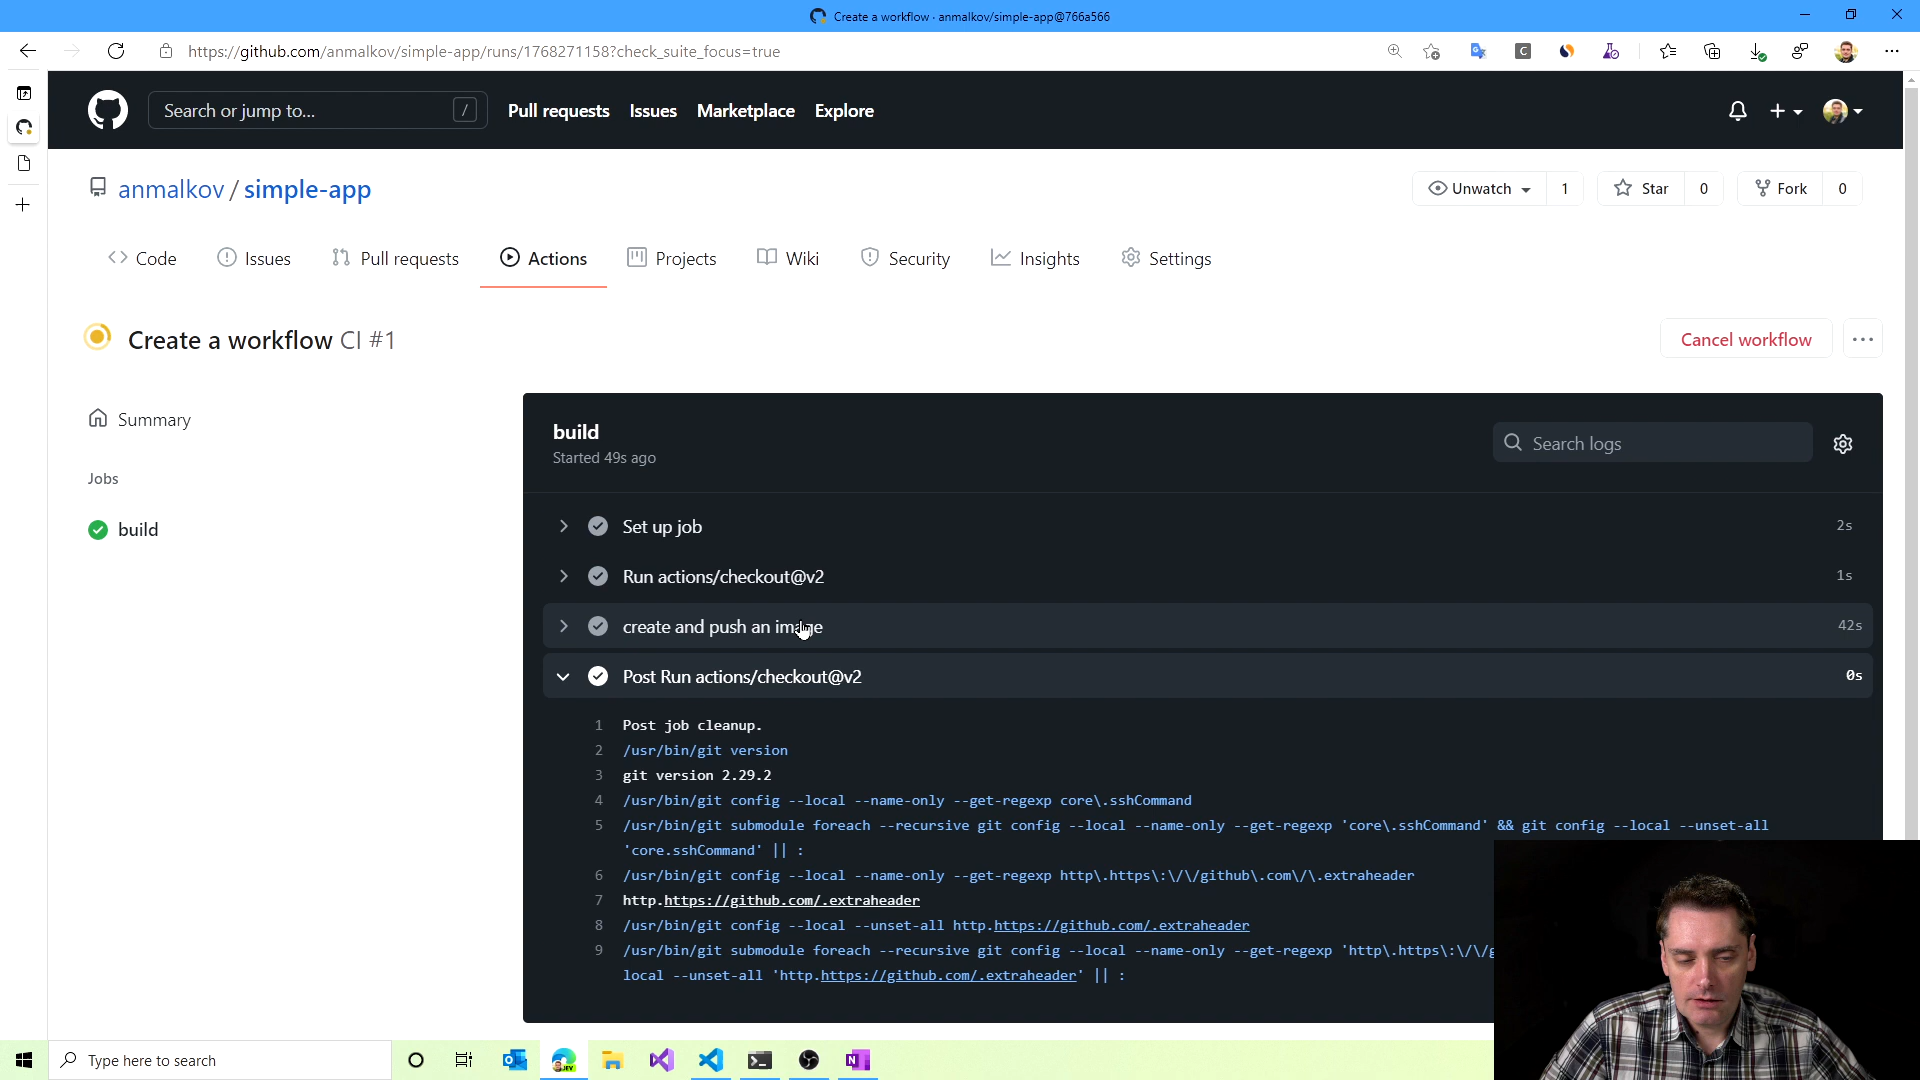 Create a workflow · anmalkov/simple-app@766a566
https://github.com/anmalkov/simple-app/runs/1768271158?check_suite_focus=true
Search or jump to... /
Pull requests Issues Marketplace Explore
anmalkov / simple-app
Unwatch 1 Star 0 Fork 0
Code Issues Pull requests Actions Projects Wiki Security Insights Settings
Create a workflow CI #1
Cancel workflow
Summary
Jobs
build
build
Started 49s ago
Search logs
Set up job 2s
Run actions/checkout@v2 1s
create and push an image 42s
Post Run actions/checkout@v2 0s
1 Post job cleanup.
2 /usr/bin/git version
3 git version 2.29.2
4 /usr/bin/git config --local --name-only --get-regexp core\.sshCommand
5 /usr/bin/git submodule foreach --recursive git config --local --name-only --get-regexp 'core\.sshCommand' && git config --local --unset-all
'core.sshCommand' || :
6 /usr/bin/git config --local --name-only --get-regexp http\.https\:\/\/github\.com\/\.extraheader
7 http.https://github.com/.extraheader
8 /usr/bin/git config --local --unset-all http.https://github.com/.extraheader
9 /usr/bin/git submodule foreach --recursive git config --local --name-only --get-regexp 'http\.https\:\/\/
local --unset-all 'http.https://github.com/.extraheader' || :
Type here to search